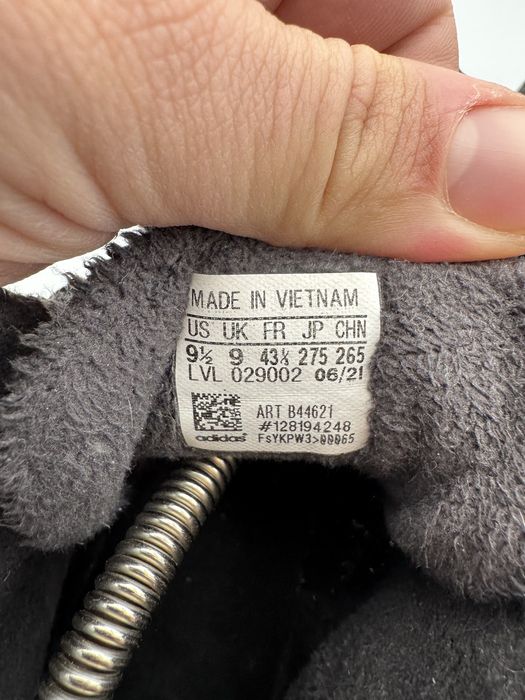 MADE IN VIETNAM
US UK FR JP CHN
9½ 9 43⅓ 275 265
LVL 029002 06/21
ART B44621
#128194248
adidas FsYKPW3>00065